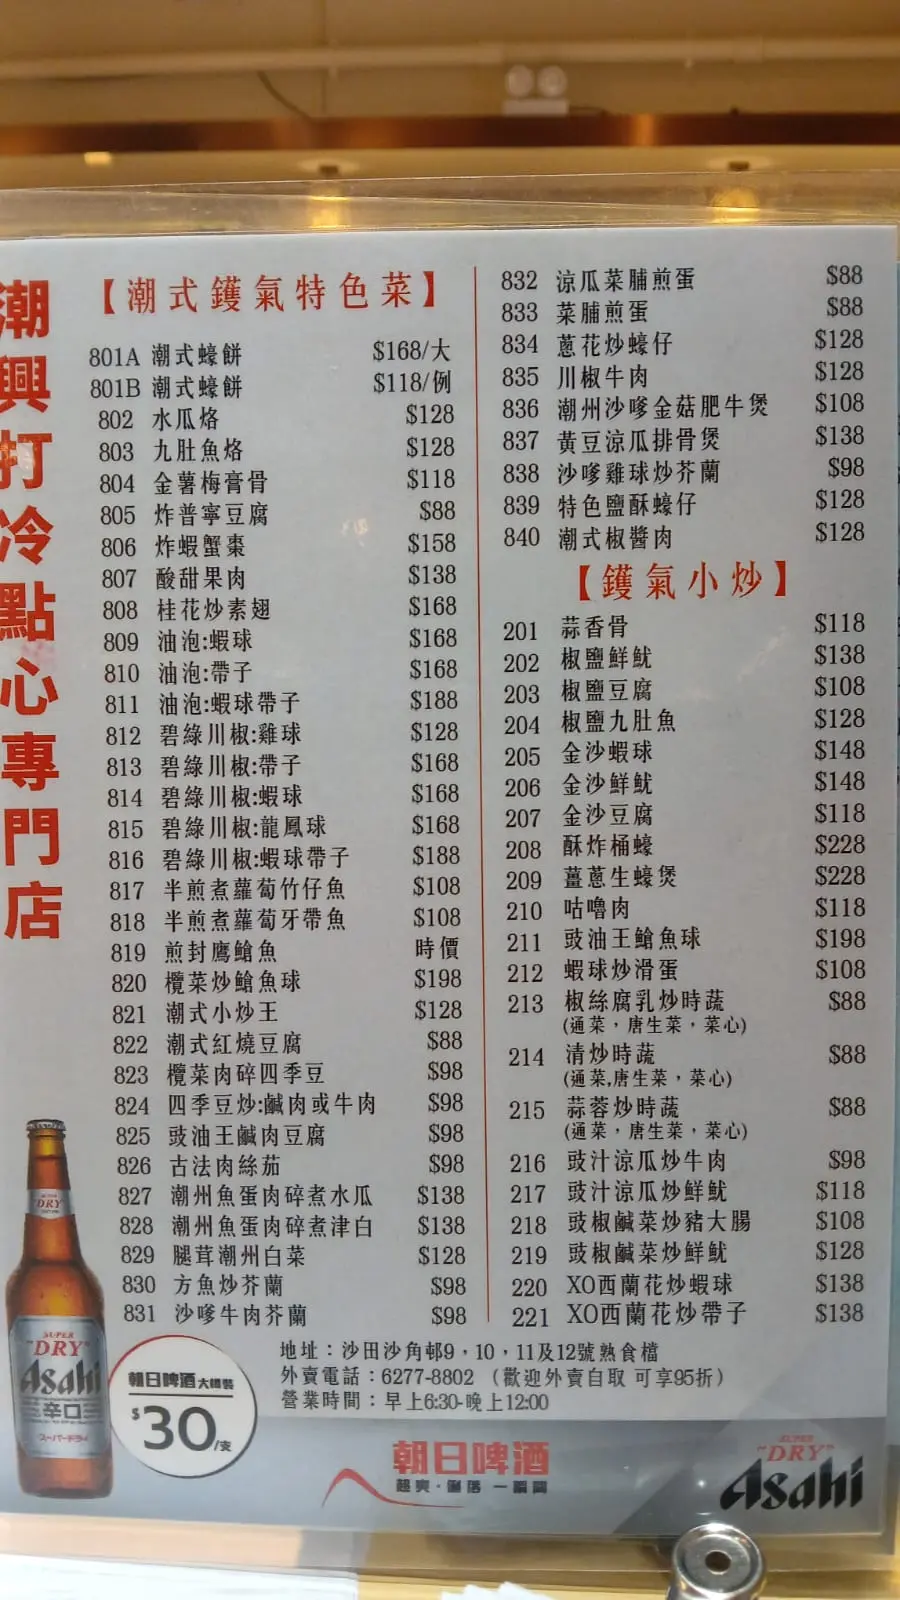 潮興打冷點心專門店
【潮式鑊氣特色菜】
801A 潮式蠔餅 $168/大
801B 潮式蠔餅 $118/例
802 水瓜烙 $128
803 九肚魚烙 $128
804 金薯梅膏骨 $118
805 炸普寧豆腐 $88
806 炸蝦蟹棗 $158
807 酸甜果肉 $138
808 桂花炒素翅 $168
809 油泡:蝦球 $168
810 油泡:帶子 $168
811 油泡:蝦球帶子 $188
812 碧綠川椒:雞球 $128
813 碧綠川椒:帶子 $168
814 碧綠川椒:蝦球 $168
815 碧綠川椒:龍鳳球 $168
816 碧綠川椒:蝦球帶子 $188
817 半煎煮蘿蔔竹仔魚 $108
818 半煎煮蘿蔔牙帶魚 $108
819 煎封鷹鯧魚 時價
820 欖菜炒鯧魚球 $198
821 潮式小炒王 $128
822 潮式紅燒豆腐 $88
823 欖菜肉碎四季豆 $98
824 四季豆炒:鹹肉或牛肉 $98
825 豉油王鹹肉豆腐 $98
826 古法肉絲茄 $98
827 潮州魚蛋肉碎煮水瓜 $138
828 潮州魚蛋肉碎煮津白 $138
829 腿茸潮州白菜 $128
830 方魚炒芥蘭 $98
831 沙嗲牛肉芥蘭 $98
832 涼瓜菜脯煎蛋 $88
833 菜脯煎蛋 $88
834 蔥花炒蠔仔 $128
835 川椒牛肉 $128
836 潮州沙嗲金菇肥牛煲 $108
837 黃豆涼瓜排骨煲 $138
838 沙嗲雞球炒芥蘭 $98
839 特色鹽酥蠔仔 $128
840 潮式椒醬肉 $128
【鑊氣小炒】
201 蒜香骨 $118
202 椒鹽鮮魷 $138
203 椒鹽豆腐 $108
204 椒鹽九肚魚 $128
205 金沙蝦球 $148
206 金沙鮮魷 $148
207 金沙豆腐 $118
208 酥炸桶蠔 $228
209 薑蔥生蠔煲 $228
210 咕嚕肉 $118
211 豉油王鯧魚球 $198
212 蝦球炒滑蛋 $108
213 椒絲腐乳炒時蔬 $88
(通菜，唐生菜，菜心)
214 清炒時蔬 $88
(通菜,唐生菜，菜心)
215 蒜蓉炒時蔬 $88
(通菜，唐生菜，菜心)
216 豉汁涼瓜炒牛肉 $98
217 豉汁涼瓜炒鮮魷 $118
218 豉椒鹹菜炒豬大腸 $108
219 豉椒鹹菜炒鮮魷 $128
220 XO西蘭花炒蝦球 $138
221 XO西蘭花炒帶子 $138
地址：沙田沙角邨9，10，11及12號熟食檔
外賣電話：6277-8802 （歡迎外賣自取 可享95折）
營業時間：早上6:30-晚上12:00
DRY
SUPER
"DRY"
Asahi
辛口
スーパードライ
朝日啤酒大樽裝
$30/支
朝日啤酒
超爽·俐落 一瞬間
SUPER
"DRY"
Asahi